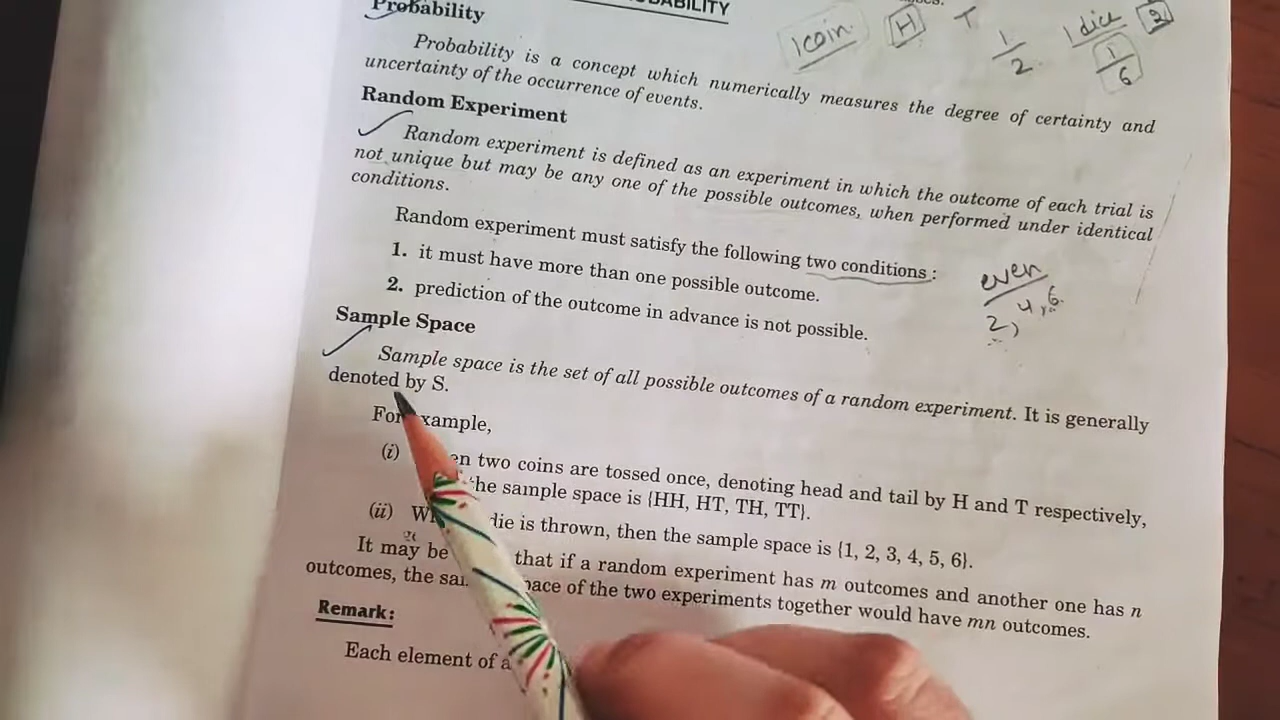 PROBABILITY
Probability
1coin. H T 1/2 1 dice 2 1/6
Probability is a concept which numerically measures the degree of certainty and
uncertainty of the occurrence of events.
Random Experiment
Random experiment is defined as an experiment in which the outcome of each trial is
not unique but may be any one of the possible outcomes, when performed under identical
conditions.
Random experiment must satisfy the following two conditions :
1. it must have more than one possible outcome.
2. prediction of the outcome in advance is not possible.
even
2, 4, 6.
Sample Space
Sample space is the set of all possible outcomes of a random experiment. It is generally
denoted by S.
For example,
(i) two coins are tossed once, denoting head and tail by H and T respectively,
the sample space is {HH, HT, TH, TT}.
(ii) die is thrown, then the sample space is {1, 2, 3, 4, 5, 6}.
It may be that if a random experiment has m outcomes and another one has n
outcomes, the space of the two experiments together would have mn outcomes.
Remark:
Each element of a